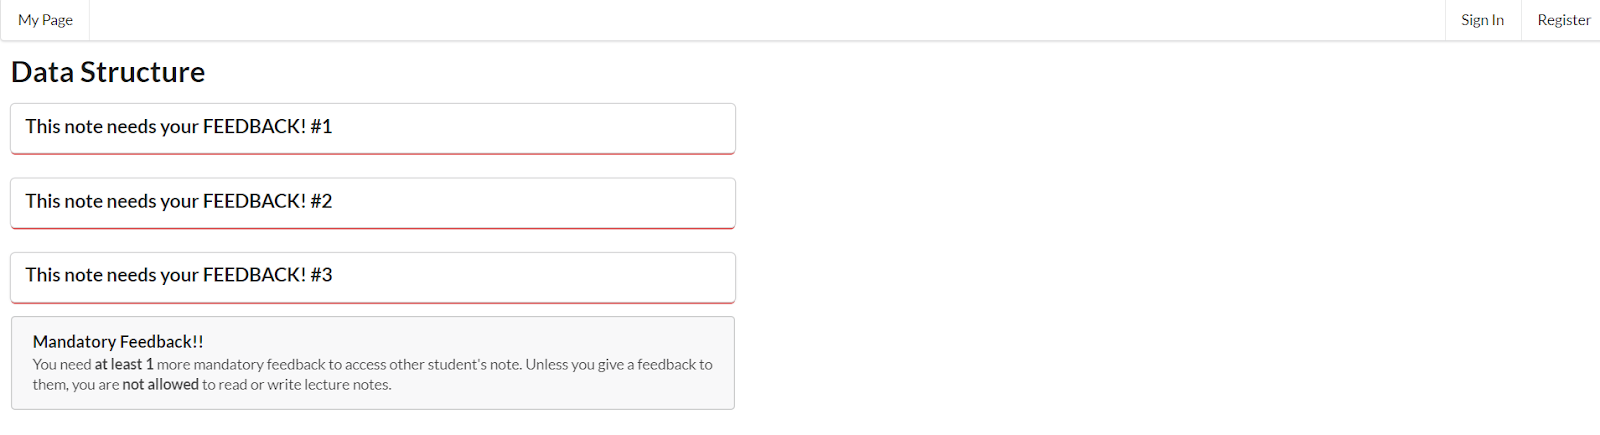 My Page
Sign In
Register
Data Structure
This note needs your FEEDBACK! #1
This note needs your FEEDBACK! #2
This note needs your FEEDBACK! #3
Mandatory Feedback!!
You need at least 1 more mandatory feedback to access other student's note. Unless you give a feedback to
them, you are not allowed to read or write lecture notes.